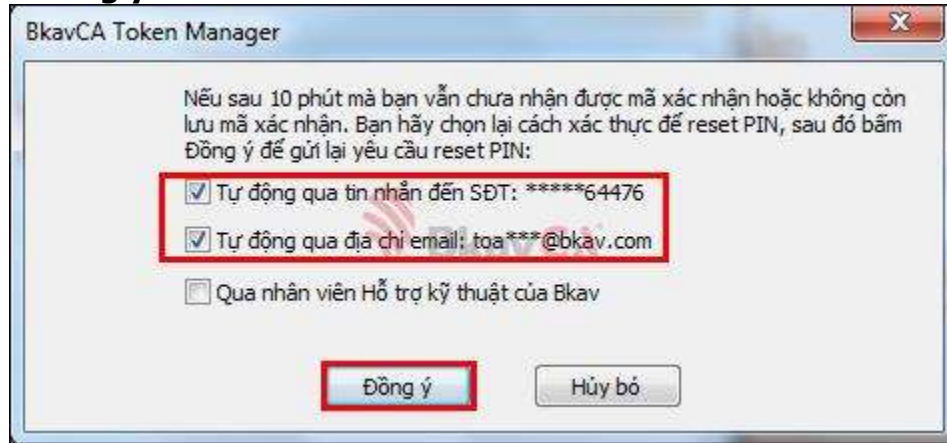 BkavCA Token Manager
Nếu sau 10 phút mà bạn vẫn chưa nhận được mã xác nhận hoặc không còn
lưu mã xác nhận. Bạn hãy chọn lại cách xác thực để reset PIN, sau đó bấm
Đồng ý để gửi lại yêu cầu reset PIN:
Tự động qua tin nhắn đến SĐT: *****64476
Tự động qua địa chỉ email: toa***@bkav.com
BkavCA
Qua nhân viên Hỗ trợ kỹ thuật của Bkav
Đồng ý
Hủy bỏ